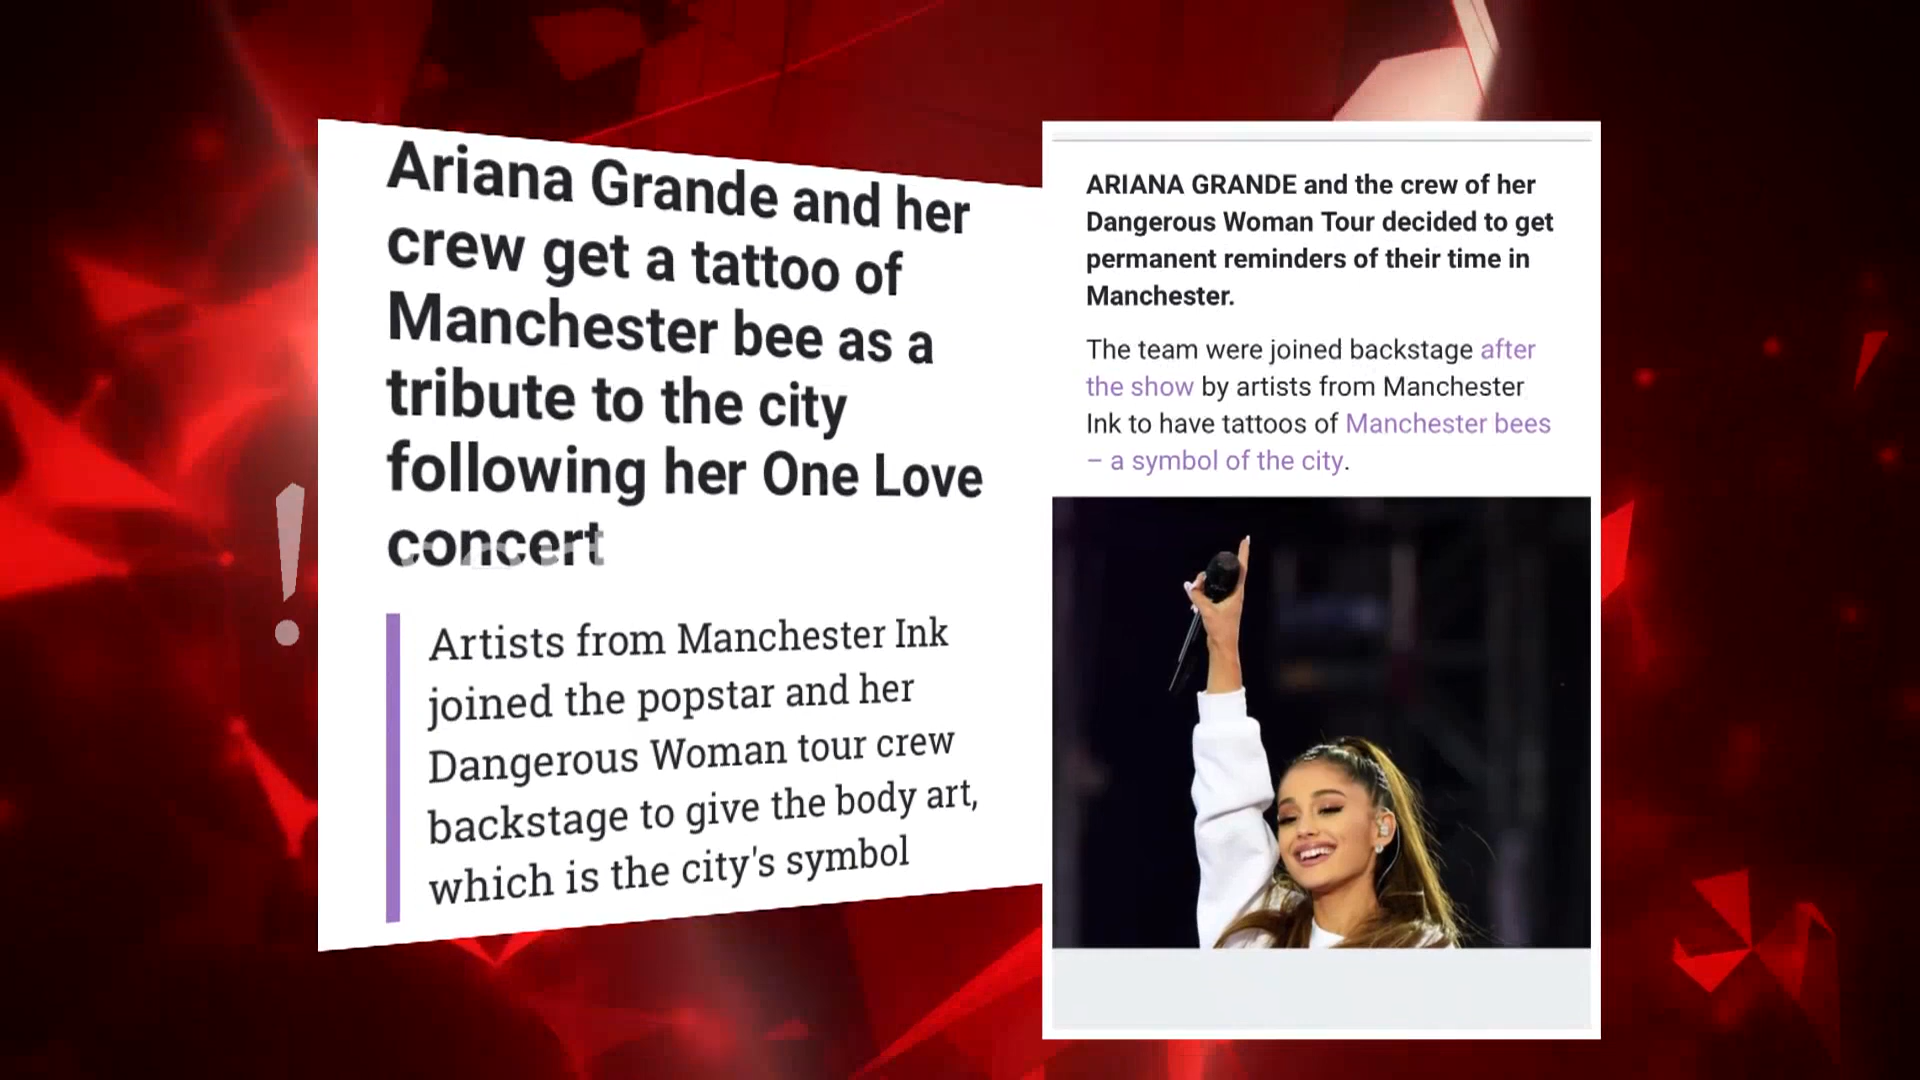 Ariana Grande and her
crew get a tattoo of
Manchester bee as a
tribute to the city
following her One Love
concert
Artists from Manchester Ink
joined the popstar and her
Dangerous Woman tour crew
backstage to give the body art,
which is the city's symbol
ARIANA GRANDE and the crew of her
Dangerous Woman Tour decided to get
permanent reminders of their time in
Manchester.
The team were joined backstage after
the show by artists from Manchester
Ink to have tattoos of Manchester bees
– a symbol of the city.
!